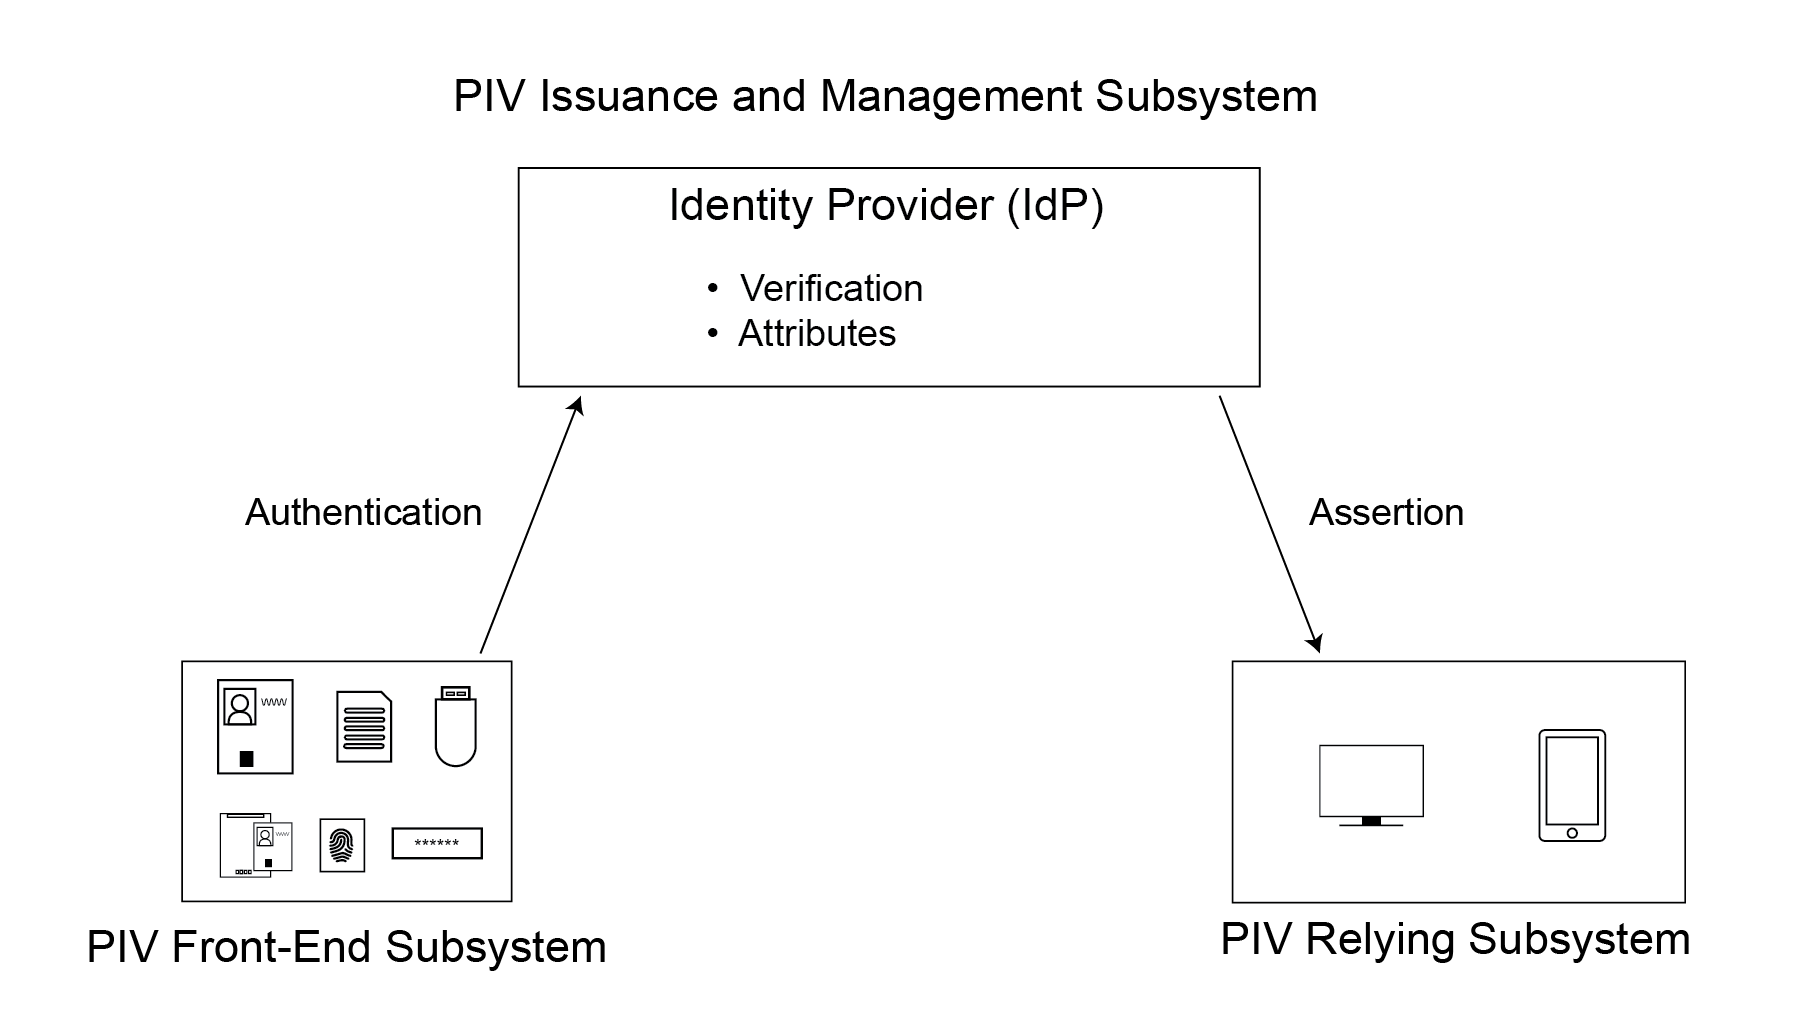 PIV Issuance and Management Subsystem
Identity Provider (IdP)
• Verification
• Attributes
Authentication
Assertion
******
PIV Front-End Subsystem
PIV Relying Subsystem